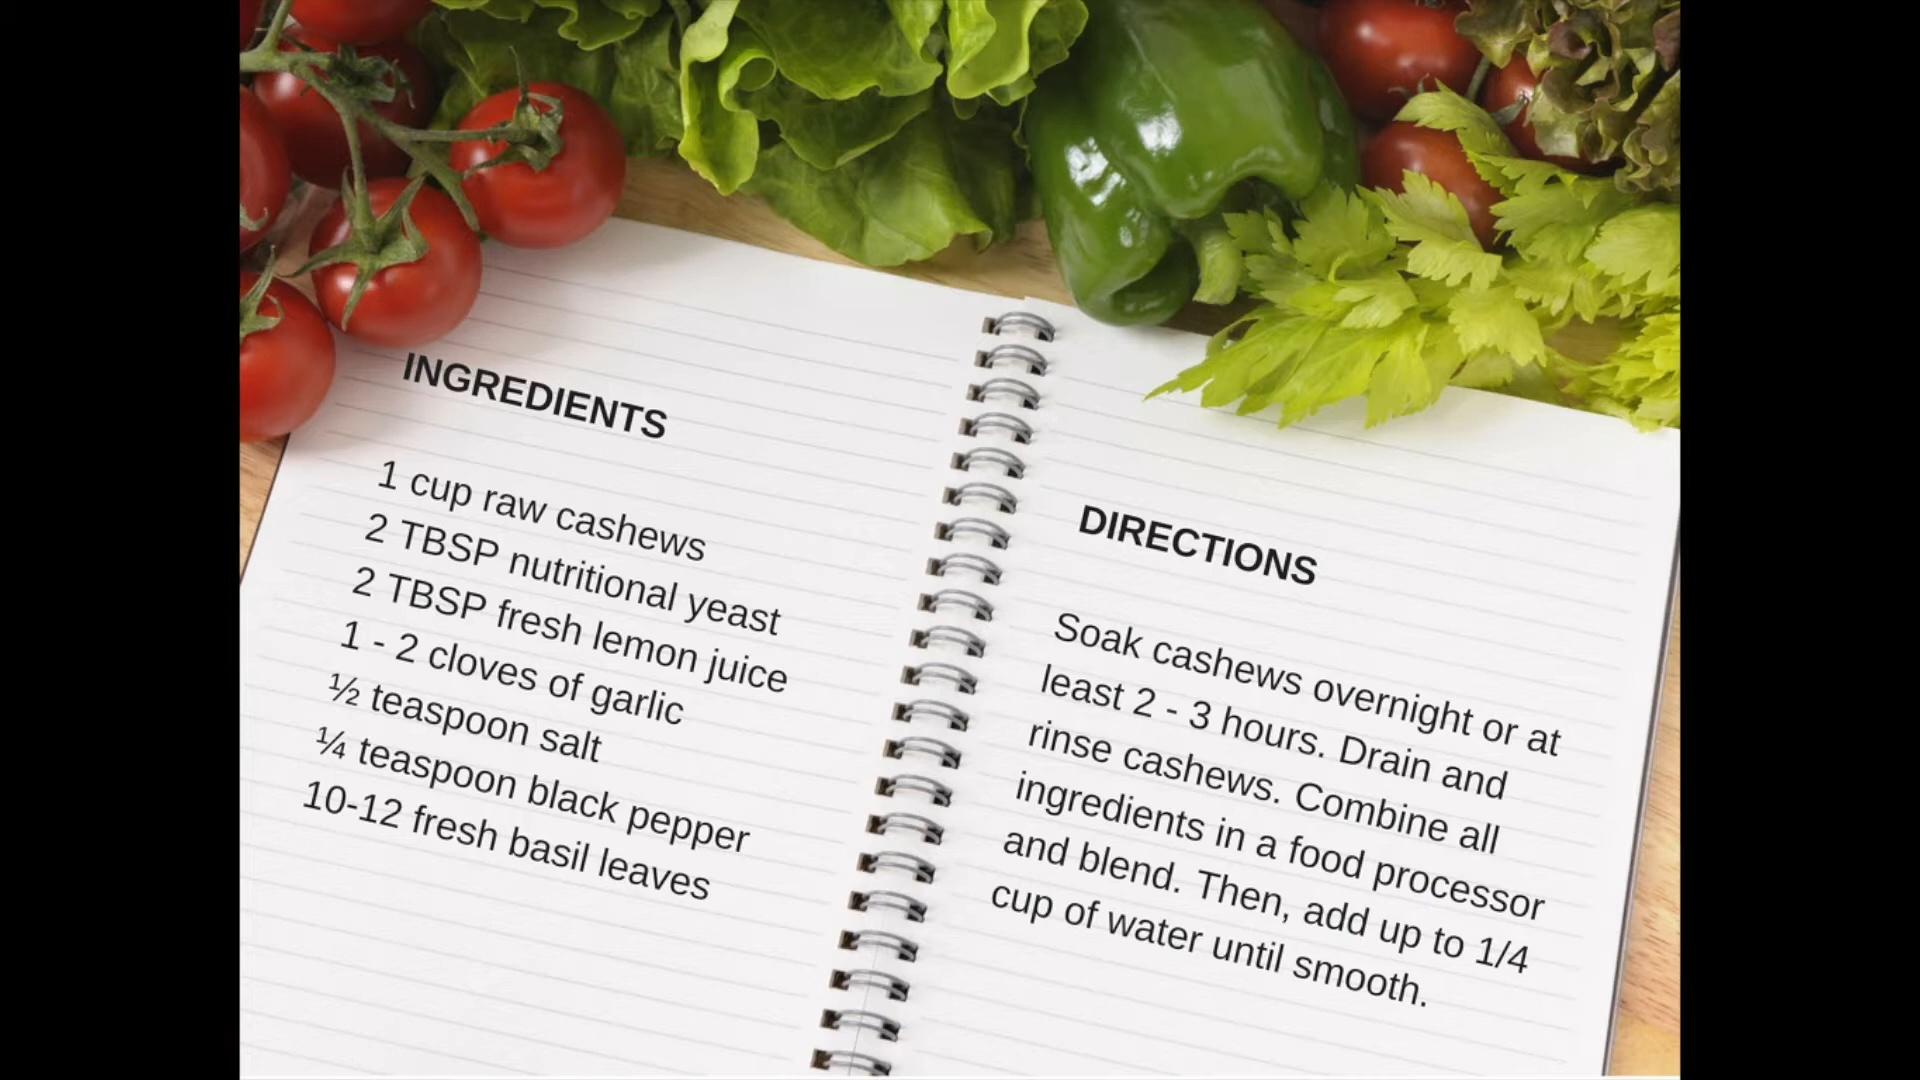 INGREDIENTS
1 cup raw cashews
2 TBSP nutritional yeast
2 TBSP fresh lemon juice
1 - 2 cloves of garlic
½ teaspoon salt
¼ teaspoon black pepper
10-12 fresh basil leaves
DIRECTIONS
Soak cashews overnight or at
least 2 - 3 hours. Drain and
rinse cashews. Combine all
ingredients in a food processor
and blend. Then, add up to 1/4
cup of water until smooth.